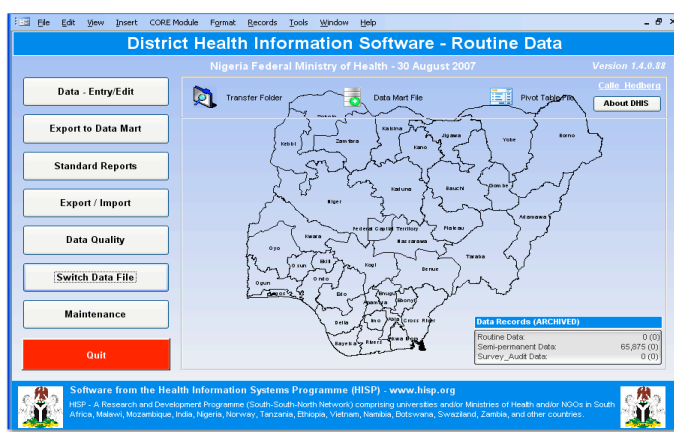 File Edit View Insert CORE Module Format Records Tools Window Help
District Health Information Software - Routine Data
Nigeria Federal Ministry of Health - 30 August 2007
Version 1.4.0.88
Calle Hedberg
Data - Entry/Edit
Transfer Folder
Data Mart File
Pivot Table File
About DHIS
Export to Data Mart
Standard Reports
Export / Import
Data Quality
Switch Data File
Maintenance
Quit
Katsina
Jigawa
Yobe
Borno
Kebbi
Zamfara
Kano
Kaduna
Bauchi
Gombe
Niger
Adamawa
Federal Capital Territory
Plateau
Kwara
Nassarawa
Oyo
Taraba
Osun
Ekiti
Kogi
Benue
Ogun
Ondo
Lagos
Edo
Enugu
Anambra
Ebonyi
Delta
Imo
Abia
Cross River
Bayelsa
Rivers
Akwa Ibom
Data Records (ARCHIVED)
Routine Data: 0 (0)
Semi-permanent Data: 65,875 (0)
Survey_Audit Data: 0 (0)
Software from the Health Information Systems Programme (HISP) - www.hisp.org
HISP - A Research and Development Programme (South-South-North Network) comprising universities and/or Ministries of Health and/or NGOs in South
Africa, Malawi, Mozambique, India, Nigeria, Norway, Tanzania, Ethiopia, Vietnam, Namibia, Botswana, Swaziland, Zambia, and other countries.